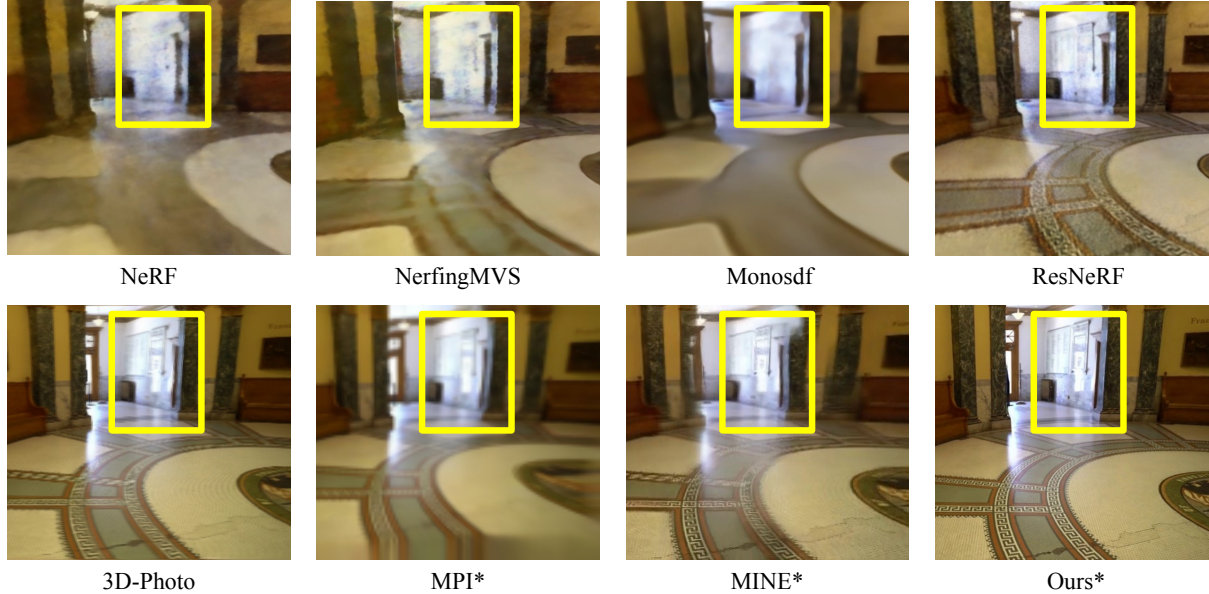 NeRF
NerfingMVS
Monosdf
ResNeRF
3D-Photo
MPI*
MINE*
Ours*